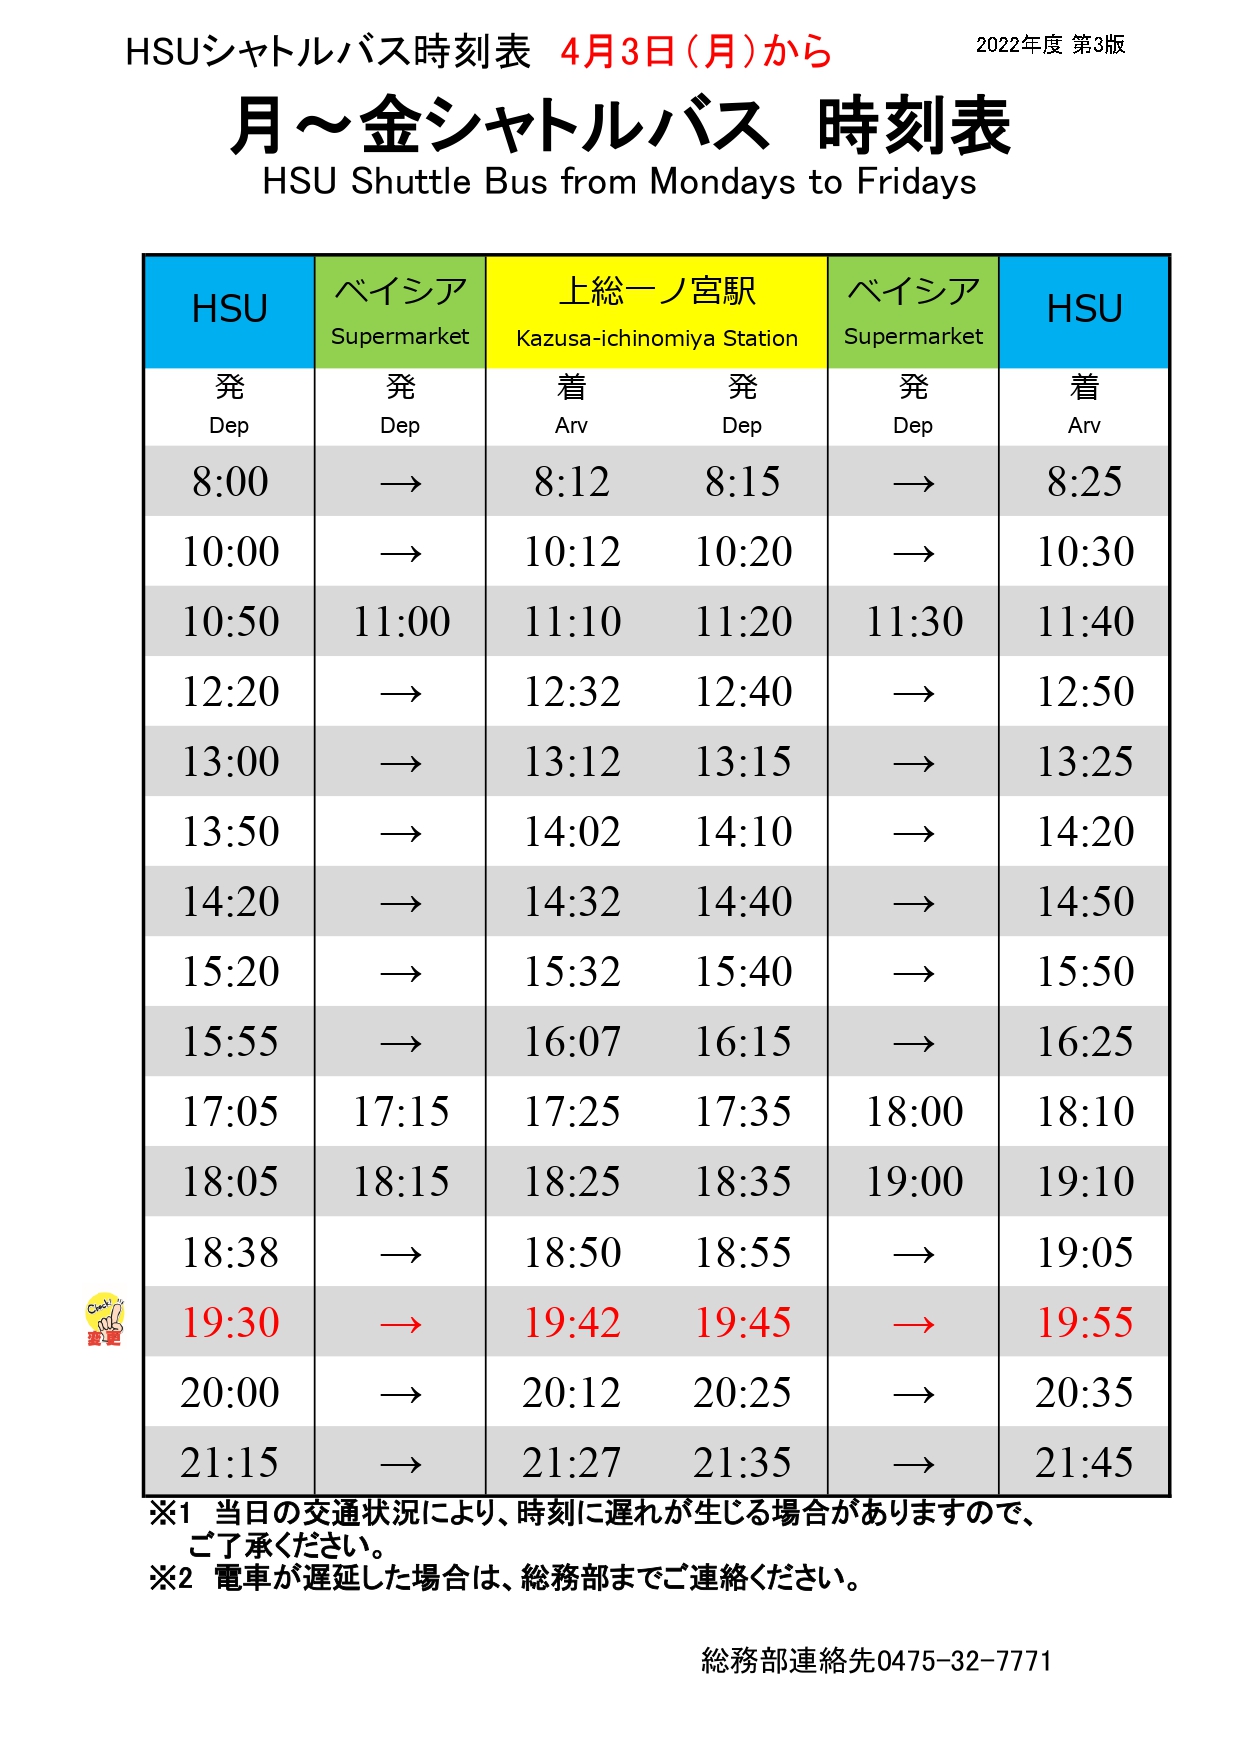 HSUシャトルバス時刻表 4月3日（月）から
2022年度 第3版
月～金シャトルバス 時刻表
HSU Shuttle Bus from Mondays to Fridays
HSU ベイシア 上総一ノ宮駅 ベイシア HSU
Supermarket Kazusa-ichinomiya Station Supermarket
発 発 着 発 発 着
Dep Dep Arv Dep Dep Arv
8:00 → 8:12 8:15 → 8:25
10:00 → 10:12 10:20 → 10:30
10:50 11:00 11:10 11:20 11:30 11:40
12:20 → 12:32 12:40 → 12:50
13:00 → 13:12 13:15 → 13:25
13:50 → 14:02 14:10 → 14:20
14:20 → 14:32 14:40 → 14:50
15:20 → 15:32 15:40 → 15:50
15:55 → 16:07 16:15 → 16:25
17:05 17:15 17:25 17:35 18:00 18:10
18:05 18:15 18:25 18:35 19:00 19:10
18:38 → 18:50 18:55 → 19:05
Check!
変更
19:30 → 19:42 19:45 → 19:55
20:00 → 20:12 20:25 → 20:35
21:15 → 21:27 21:35 → 21:45
※1 当日の交通状況により、時刻に遅れが生じる場合がありますので、
ご了承ください。
※2 電車が遅延した場合は、総務部までご連絡ください。
総務部連絡先0475-32-7771